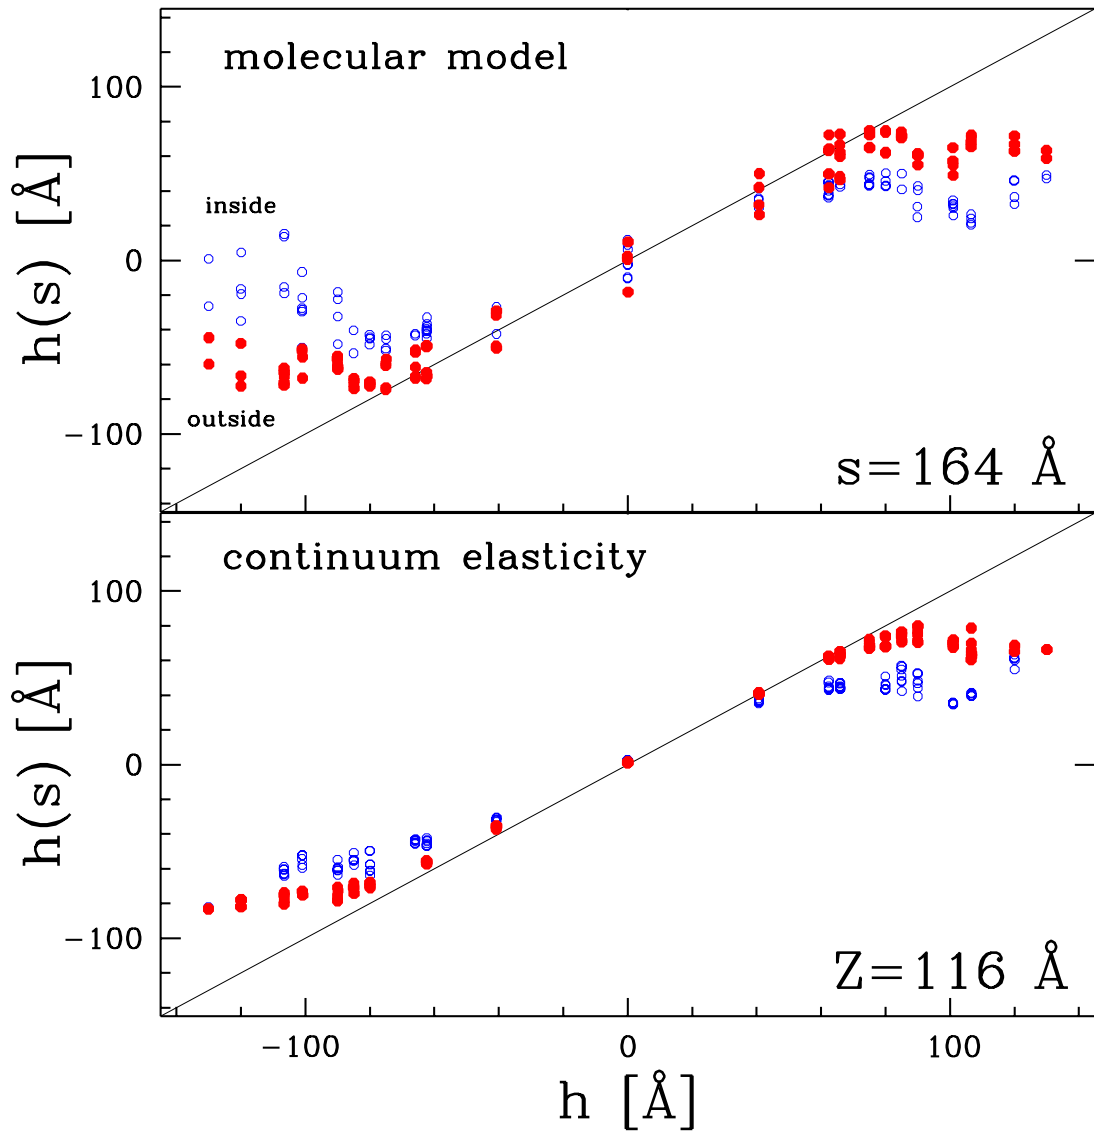 molecular model
100
h(s) [Å]
inside
0
outside
-100
s=164 Å
continuum elasticity
100
h(s) [Å]
0
-100
Z=116 Å
-100 0 100
h [Å]